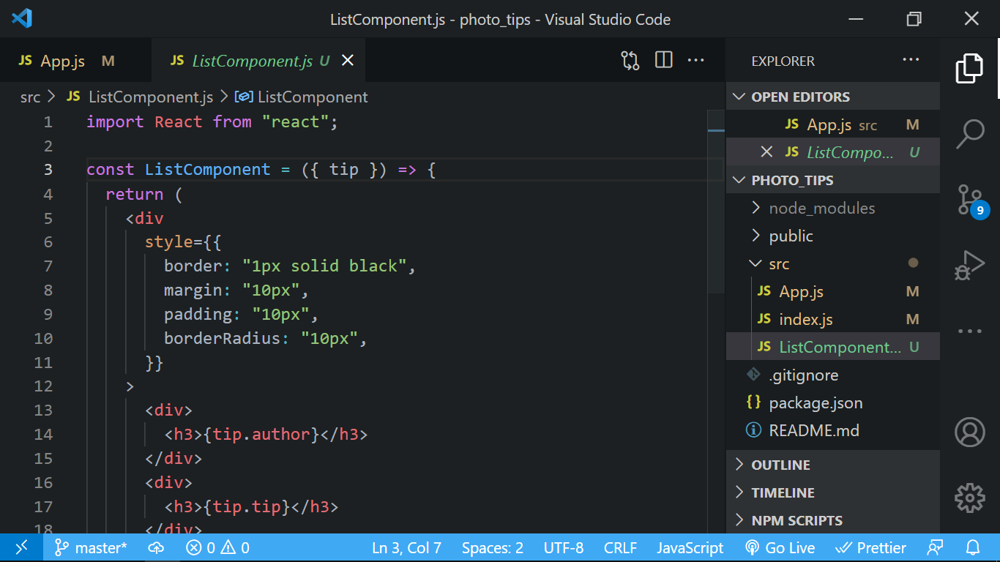 ListComponent.js - photo_tips - Visual Studio Code
JS App.js M
JS ListComponent.js U
src > JS ListComponent.js > ListComponent
1 import React from "react";
2
3 const ListComponent = ({ tip }) => {
4 return (
5 <div
6 style={{
7 border: "1px solid black",
8 margin: "10px",
9 padding: "10px",
10 borderRadius: "10px",
11 }}
12 >
13 <div>
14 <h3>{tip.author}</h3>
15 </div>
16 <div>
17 <h3>{tip.tip}</h3>
18 </div>
EXPLORER
OPEN EDITORS
JS App.js src M
JS ListCompo... U
PHOTO_TIPS
node_modules
public
src
JS App.js M
JS index.js M
JS ListComponent... U
.gitignore
{} package.json
README.md
OUTLINE
TIMELINE
NPM SCRIPTS
9
master* 0 0 Ln 3, Col 7 Spaces: 2 UTF-8 CRLF JavaScript Go Live Prettier